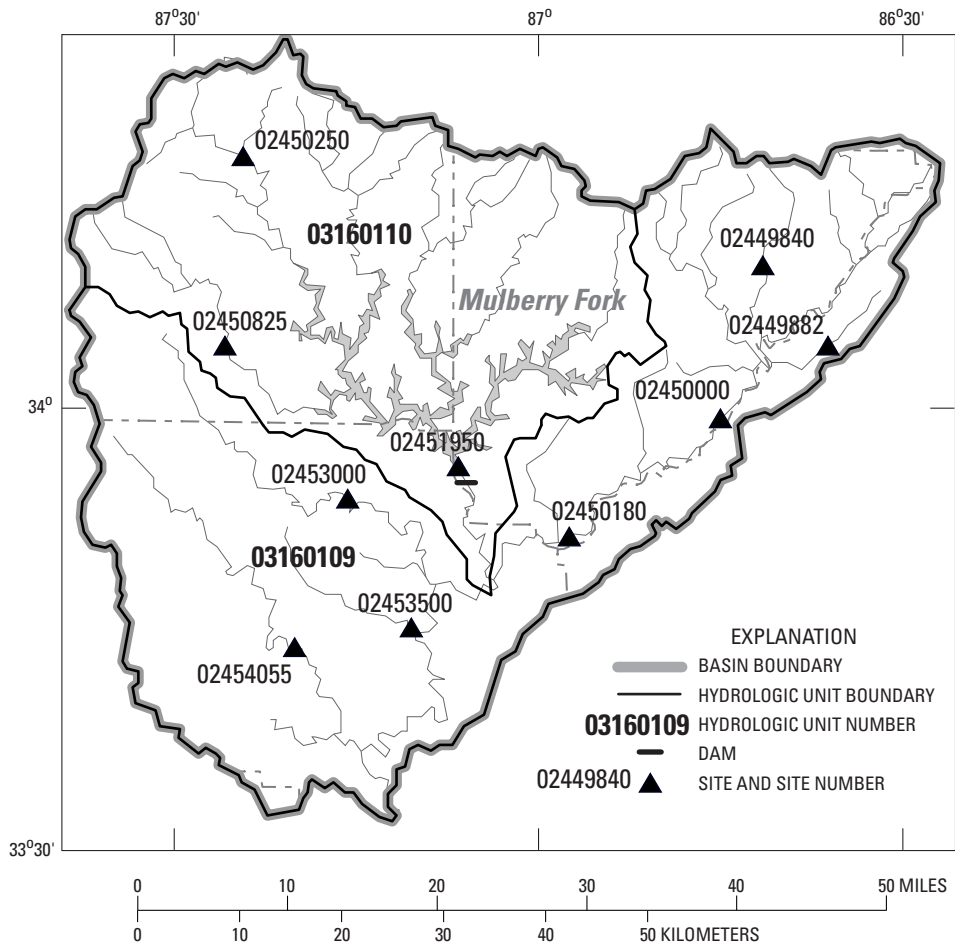 87°30'
87°
86°30'
02450250
03160110
02449840
Mulberry Fork
02450825
02449882
02450000
34°
02451950
02453000
02450180
03160109
02453500
02454055
EXPLANATION
BASIN BOUNDARY
HYDROLOGIC UNIT BOUNDARY
03160109 HYDROLOGIC UNIT NUMBER
DAM
02449840 SITE AND SITE NUMBER
33°30'
0 10 20 30 40 50 MILES
0 10 20 30 40 50 KILOMETERS